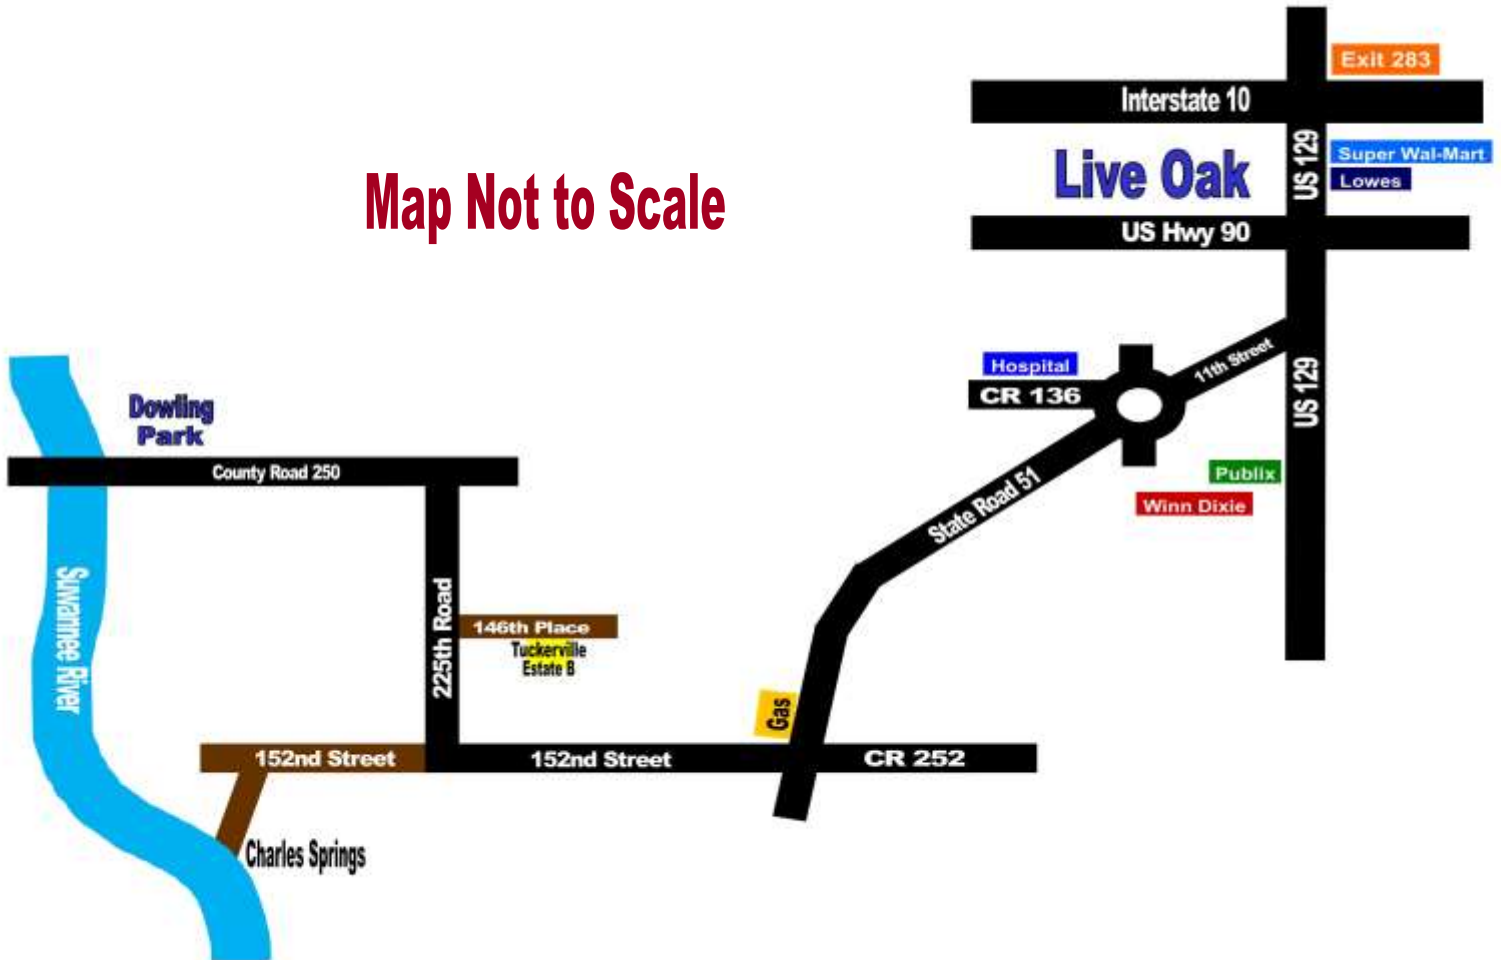 Exit 283
Interstate 10
US 129
Super Wal-Mart
Lowes
Live Oak
Map Not to Scale
US Hwy 90
11th Street
Hospital
CR 136
US 129
Dowling
Park
County Road 250
Publix
Winn Dixie
State Road 51
Suwannee River
225th Road
146th Place
Tuckerville
Estate B
Gas
152nd Street
152nd Street
CR 252
Charles Springs